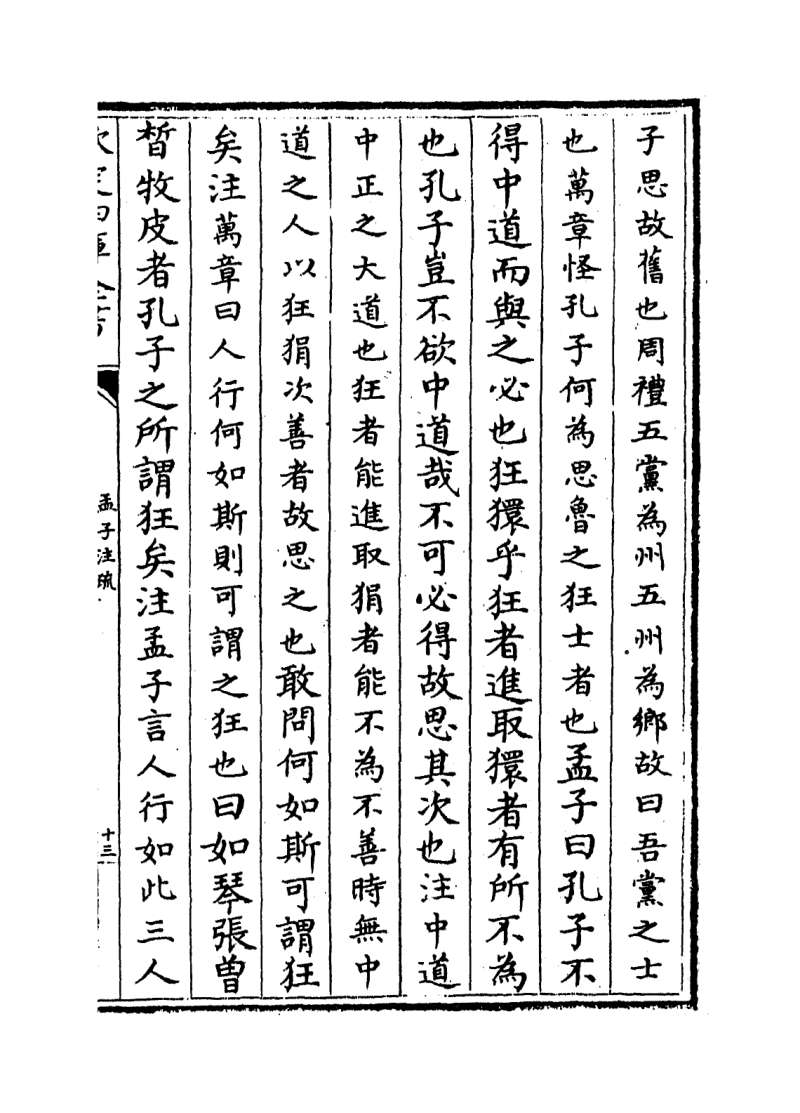 子思故舊也周禮五黨為州五州為鄉故曰吾黨之士
也萬章怪孔子何為思魯之狂士者也孟子曰孔子不
得中道而與之必也狂獧乎狂者進取獧者有所不為
也孔子豈不欲中道哉不可必得故思其次也注中道
中正之大道也狂者能進取狷者能不為不善時無中
道之人以狂狷次善者故思之也敢問何如斯可謂狂
矣注萬章曰人行何如斯則可謂之狂也曰如琴張曾
晳牧皮者孔子之所謂狂矣注孟子言人行如此三人
欽定四庫全書
孟子注疏
十三